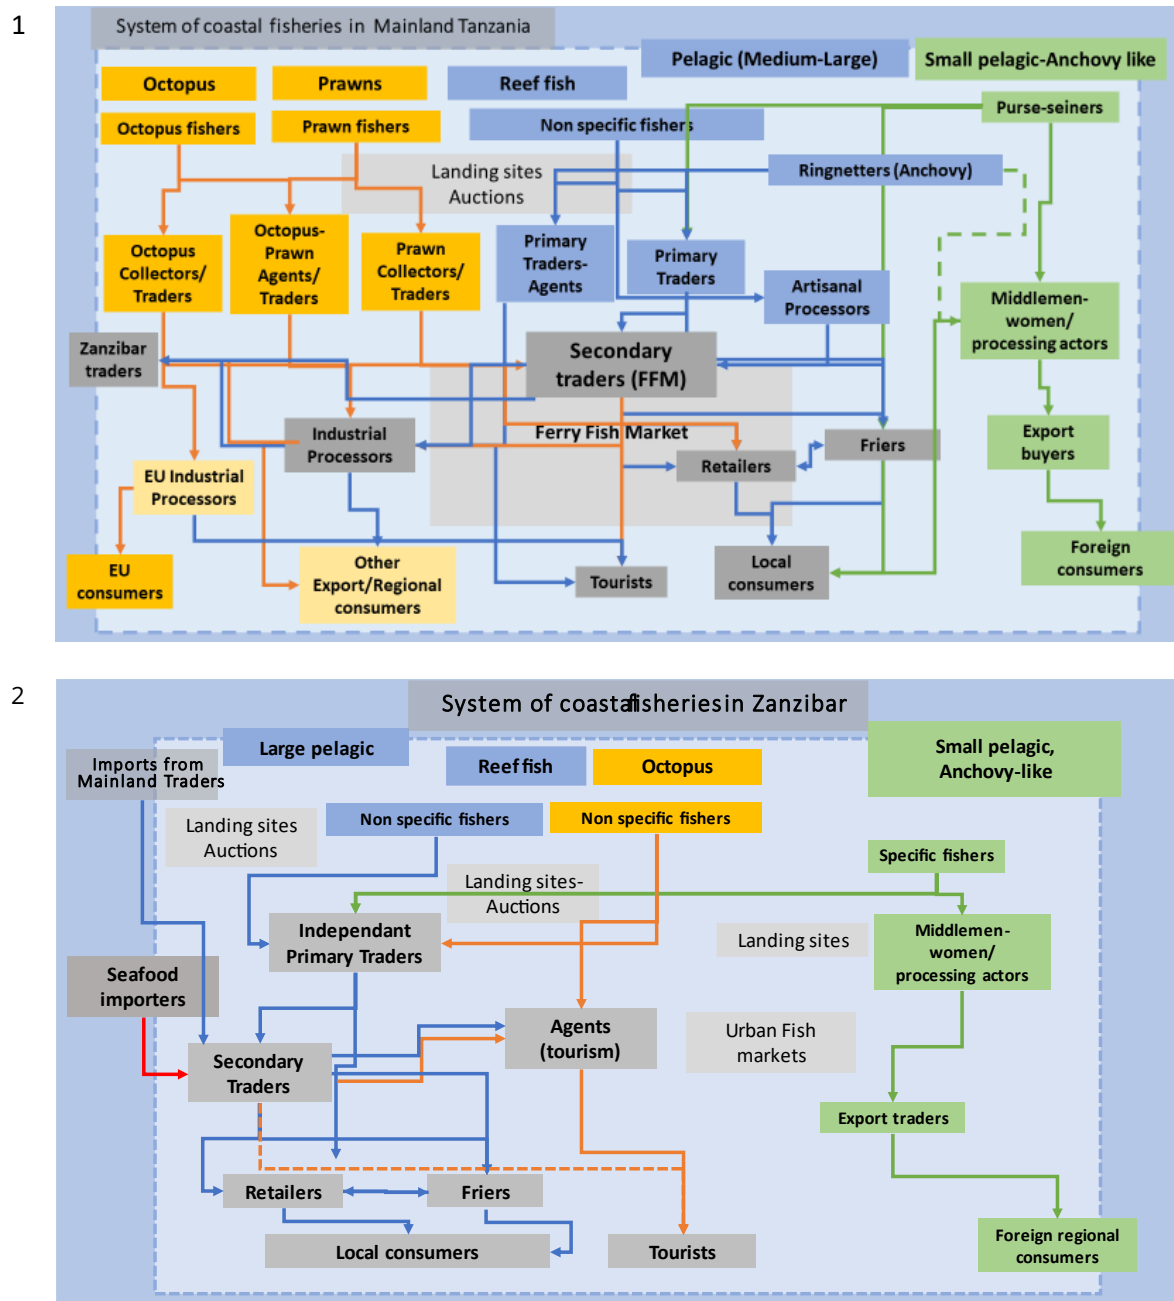 1
System of coastal fisheries in Mainland Tanzania
Pelagic (Medium-Large)
Small pelagic-Anchovy like
Octopus
Prawns
Reef fish
Purse-seiners
Octopus fishers
Prawn fishers
Non specific fishers
Landing sites
Auctions
Ringnetters (Anchovy)
Octopus
Collectors/
Traders
Octopus-
Prawn
Agents/
Traders
Prawn
Collectors/
Traders
Primary
Traders-
Agents
Primary
Traders
Artisanal
Processors
Middlemen-
women/
processing actors
Zanzibar
traders
Secondary
traders (FFM)
Industrial
Processors
Ferry Fish Market
Retailers
Friers
Export
buyers
EU Industrial
Processors
EU
consumers
Other
Export/Regional
consumers
Tourists
Local
consumers
Foreign
consumers
2
System of coastalfisheries in Zanzibar
Large pelagic
Imports from
Mainland Traders
Reef fish
Octopus
Small pelagic,
Anchovy-like
Landing sites
Auctions
Non specific fishers
Non specific fishers
Specific fishers
Landing sites-
Auctions
Independant
Primary Traders
Landing sites
Middlemen-
women/
processing actors
Seafood
importers
Agents
(tourism)
Urban Fish
markets
Secondary
Traders
Export traders
Retailers
Friers
Local consumers
Tourists
Foreign regional
consumers